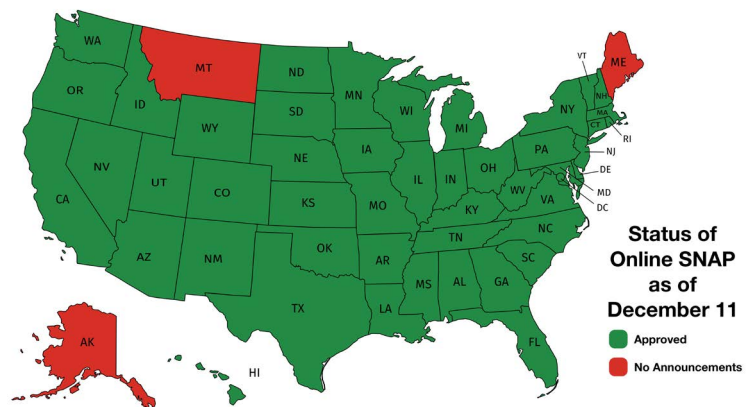 WA
MT
ND
MN
VT
ME
OR
ID
SD
WI
MI
NY
NH
MA
CT
RI
WY
NE
IA
PA
NJ
NV
UT
CO
IL
IN
OH
DE
MD
DC
WV
VA
CA
KS
MO
KY
AZ
NM
OK
AR
TN
NC
SC
TX
LA
MS
AL
GA
FL
AK
HI
Status of
Online SNAP
as of
December 11
Approved
No Announcements